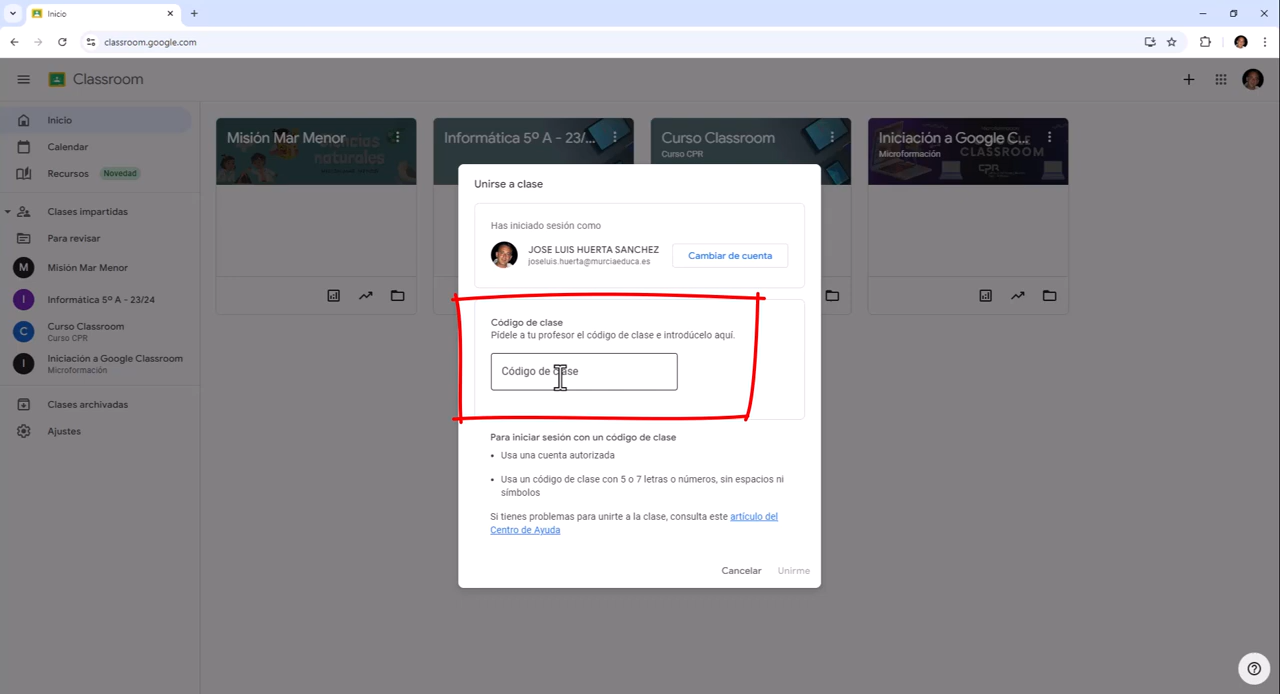 Inicio
classroom.google.com
Classroom
Inicio
Calendar
Recursos Novedad
Clases impartidas
Para revisar
M Misión Mar Menor
I Informática 5º A - 23/24
C Curso Classroom
Curso CPR
I Iniciación a Google Classroom
Microformación
Clases archivadas
Ajustes
Misión Mar Menor
ciencias
naturales
Informática 5º A - 23/...
Curso Classroom
Curso CPR
Iniciación a Google C...
Microformación
CLASSROOM
CPR
Unirse a clase
Has iniciado sesión como
JOSE LUIS HUERTA SANCHEZ
joseluis.huerta@murciaeduca.es
Cambiar de cuenta
Código de clase
Pídele a tu profesor el código de clase e introdúcelo aquí.
Código de clase
Para iniciar sesión con un código de clase
• Usa una cuenta autorizada
• Usa un código de clase con 5 o 7 letras o números, sin espacios ni
símbolos
Si tienes problemas para unirte a la clase, consulta este artículo del
Centro de Ayuda
Cancelar Unirme